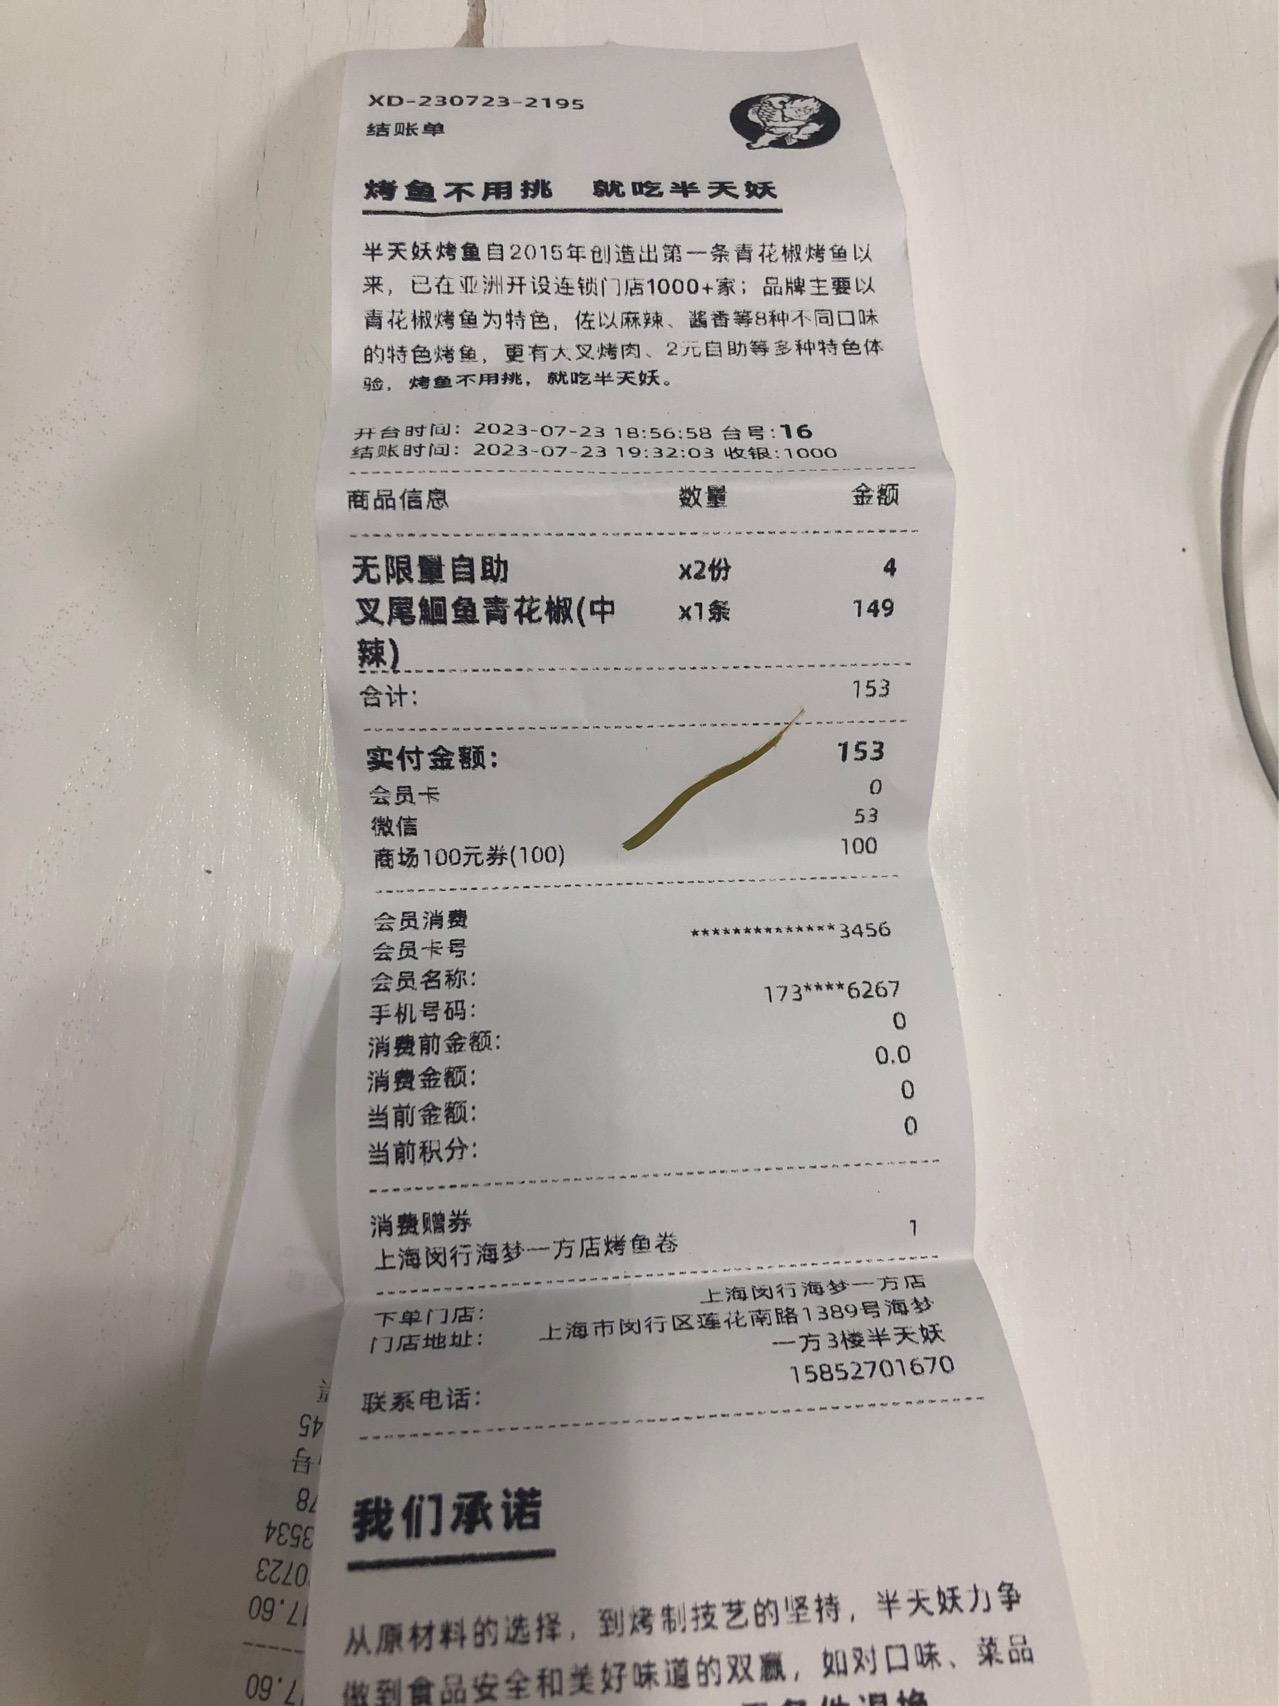 XD-230723-2195
结账单
烤鱼不用挑 就吃半天妖
半天妖烤鱼自2015年创造出第一条青花椒烤鱼以
来，已在亚洲开设连锁门店1000+家；品牌主要以
青花椒烤鱼为特色，佐以麻辣、酱香等8种不同口味
的特色烤鱼，更有大叉烤肉、2元自助等多种特色体
验，烤鱼不用挑，就吃半天妖。
开台时间：2023-07-23 18:56:58 台号:16
结账时间：2023-07-23 19:32:03 收银:1000
商品信息 数量 金额
无限量自助 x2份 4
叉尾鮰鱼青花椒(中 x1条 149
辣)
合计: 153
实付金额: 153
会员卡 0
微信 53
商场100元券(100) 100
会员消费
会员卡号 **************3456
会员名称:
手机号码: 173****6267
消费前金额: 0
消费金额: 0.0
当前金额: 0
当前积分: 0
消费赠券
上海闵行海梦一方店烤鱼卷 1
下单门店: 上海闵行海梦一方店
门店地址: 上海市闵行区莲花南路1389号海梦
一方3楼半天妖
联系电话: 15852701670
我们承诺
从原材料的选择，到烤制技艺的坚持，半天妖力争
做到食品安全和美好味道的双赢，如对口味、菜品
45
号
78
3534
0723
17.60
7.60